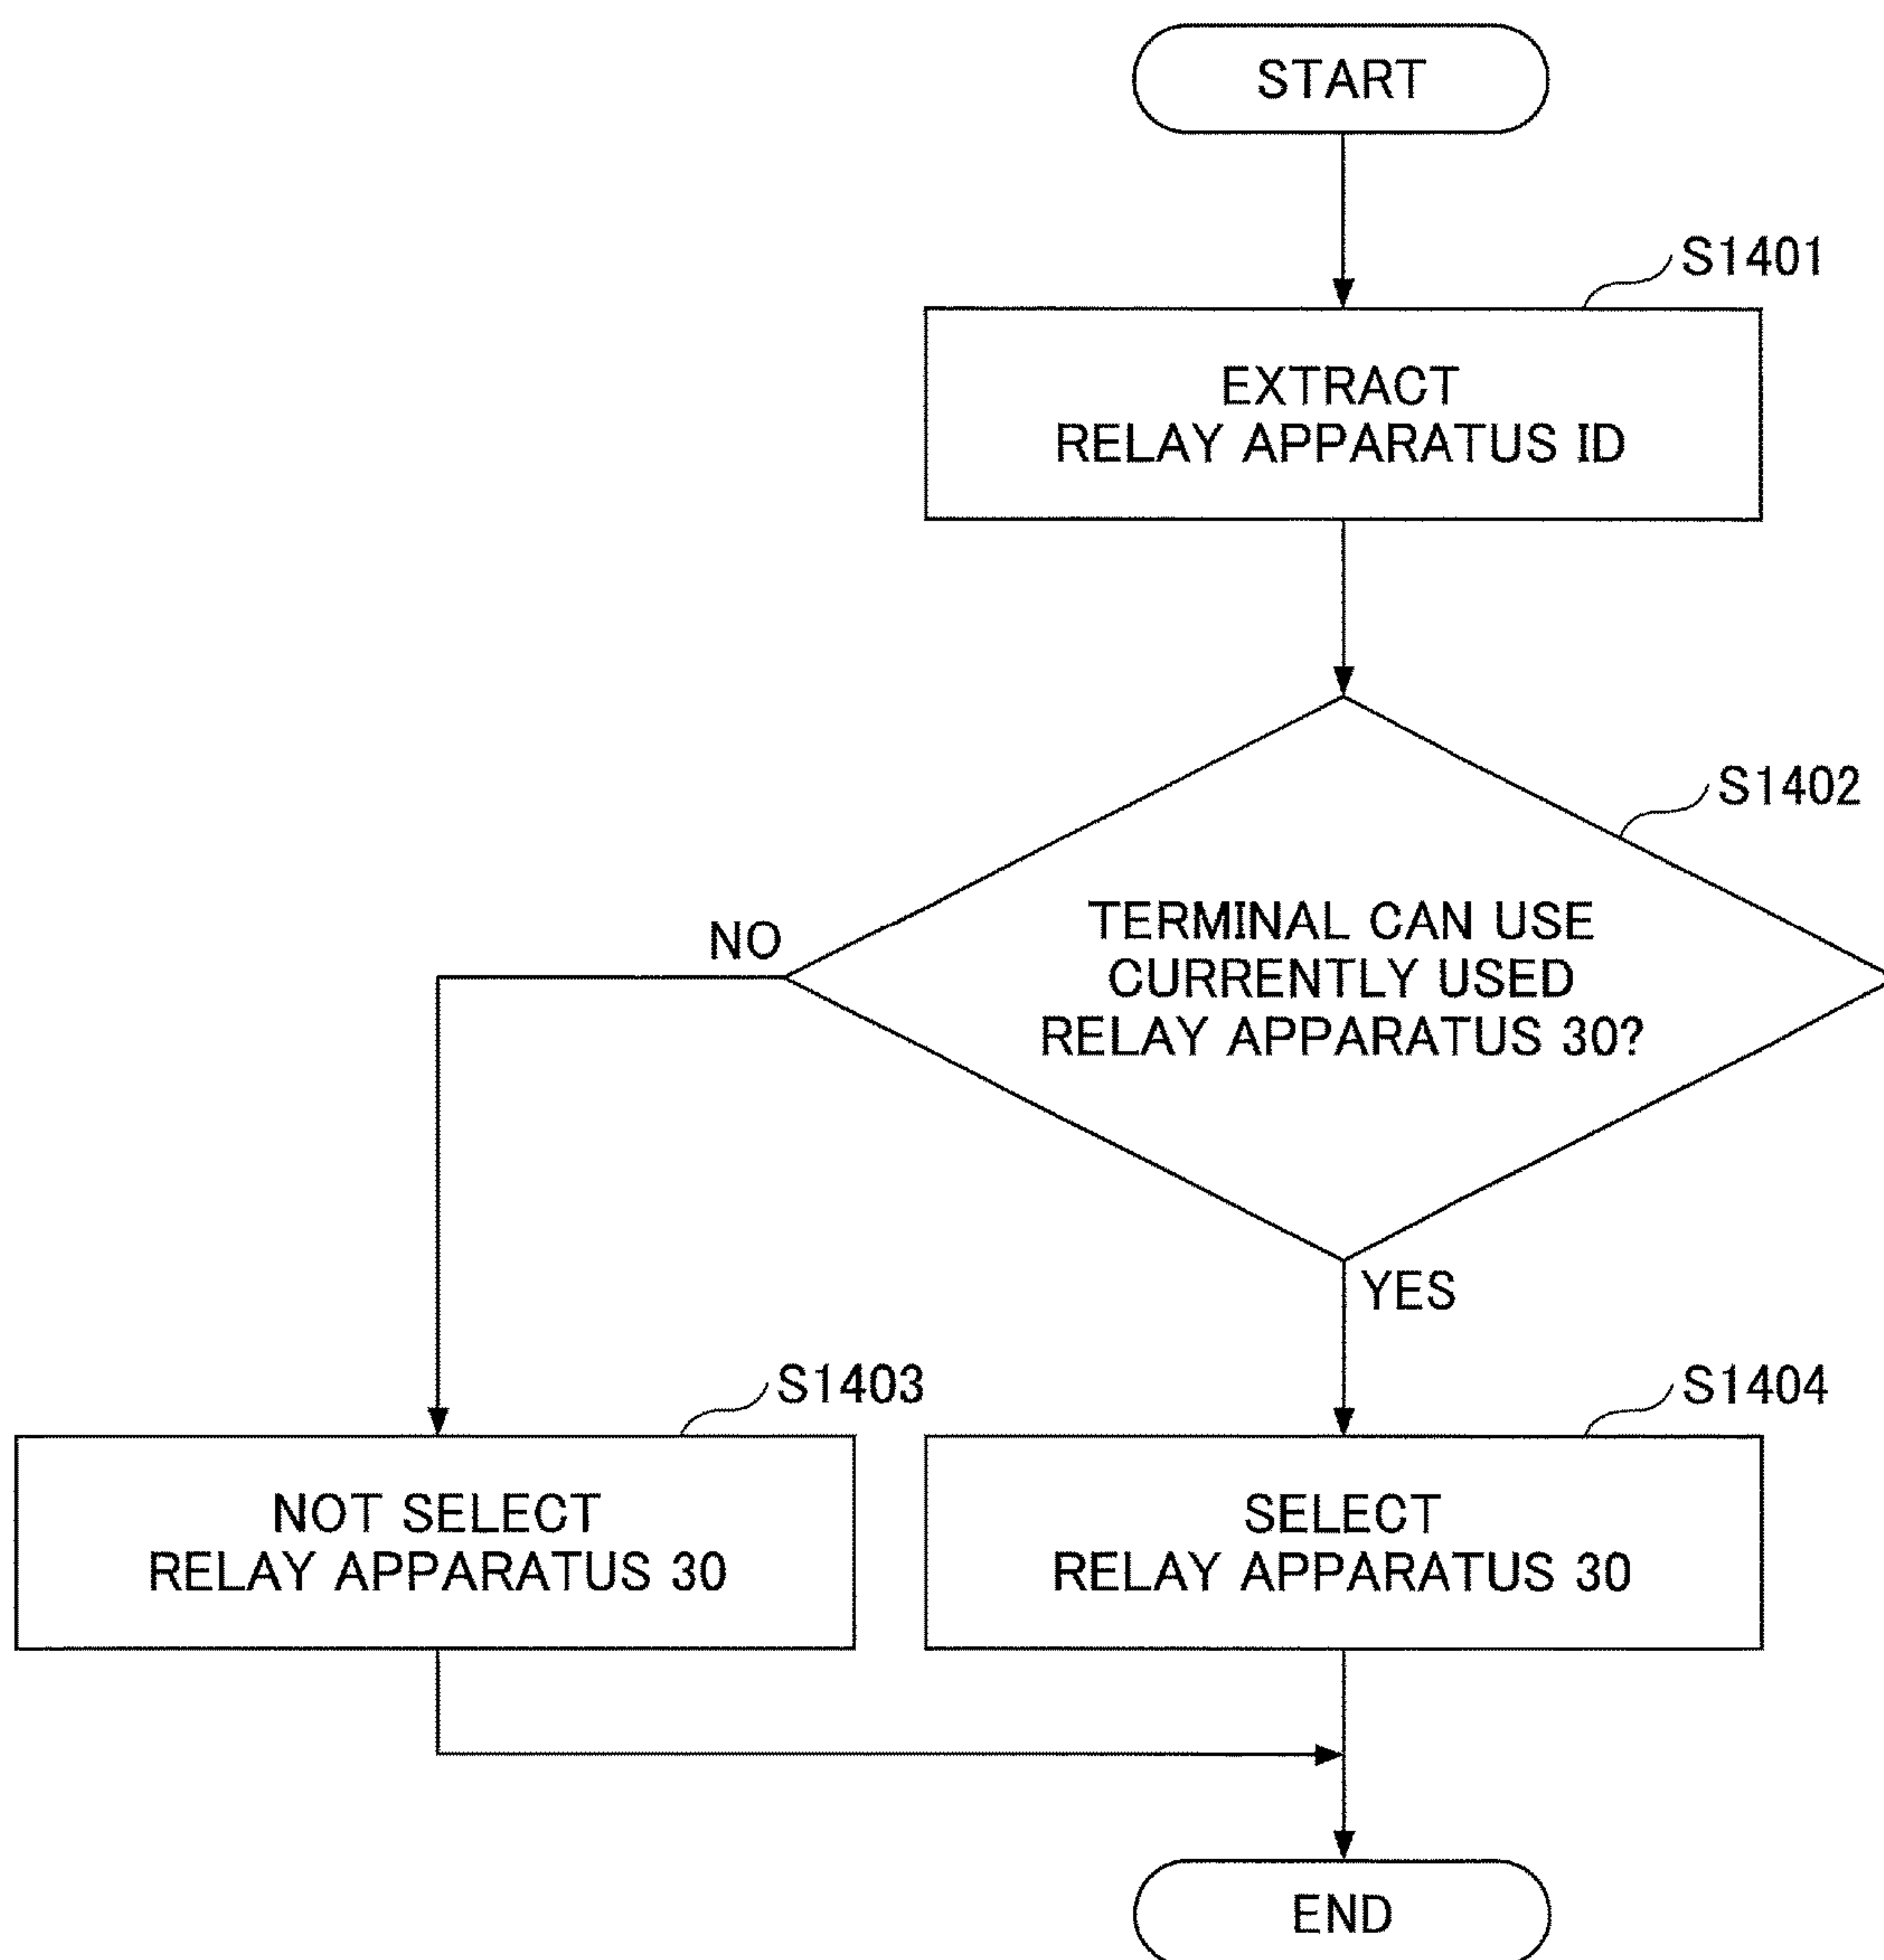 START
S1401
EXTRACT
RELAY APPARATUS ID
S1402
TERMINAL CAN USE
CURRENTLY USED
RELAY APPARATUS 30?
NO
YES
S1403
NOT SELECT
RELAY APPARATUS 30
S1404
SELECT
RELAY APPARATUS 30
END